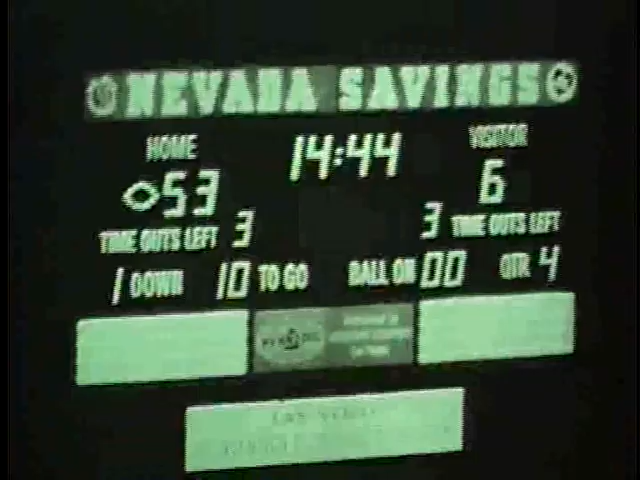 NEVADA SAVINGS
HOME 14:44 VISITOR
53 6
TIME OUTS LEFT 3 3 TIME OUTS LEFT
1 DOWN 10 TO GO BALL ON 00 QTR 4